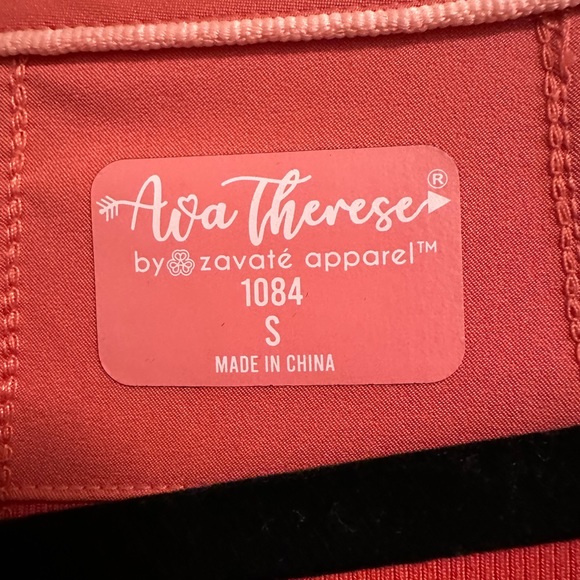 Ava Therese®
by zavaté apparel™
1084
S
MADE IN CHINA